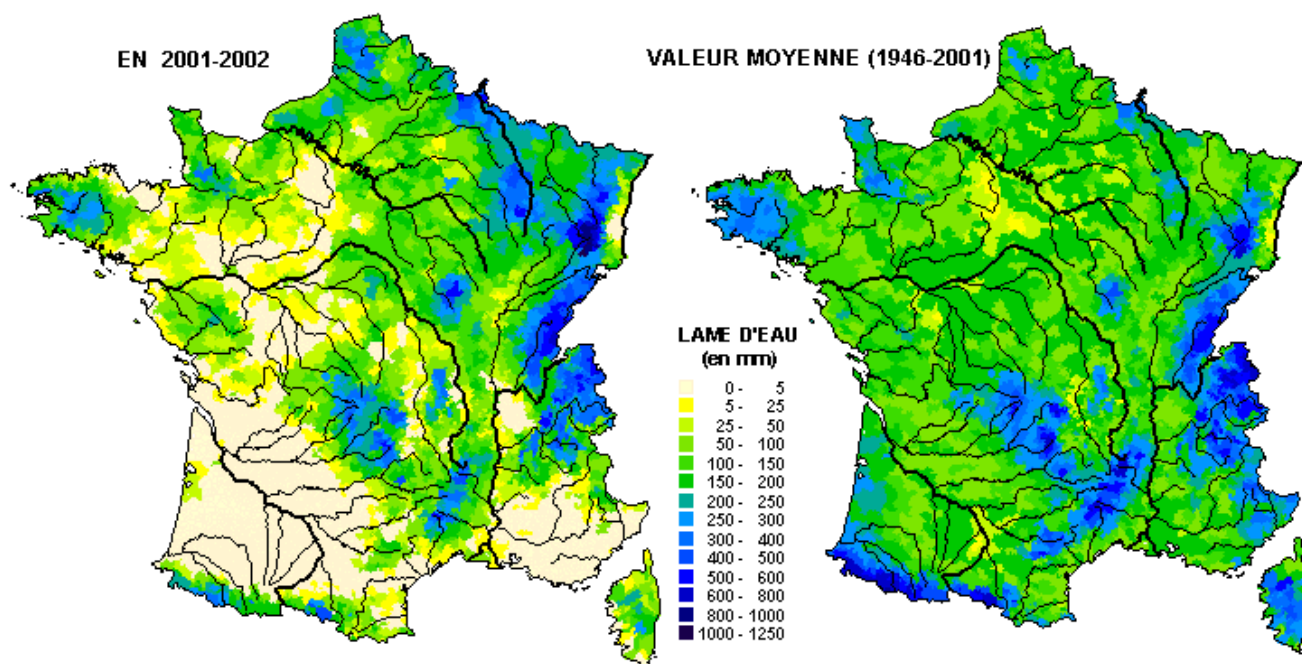 EN 2001-2002
VALEUR MOYENNE (1946-2001)
LAME D'EAU
(en mm)
0 - 5
5 - 25
25 - 50
50 - 100
100 - 150
150 - 200
200 - 250
250 - 300
300 - 400
400 - 500
500 - 600
600 - 800
800 - 1000
1000 - 1250